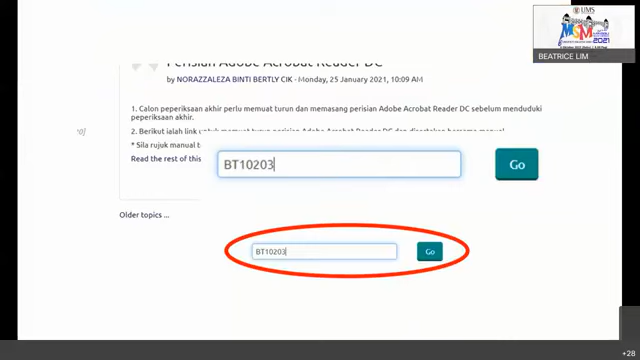 UMS
MSM
2021
BEATRICE LIM
Perisian Adobe Acrobat Reader DC
by NORAZZALEZA BINTI BERTLY CIK - Monday, 25 January 2021, 10:09 AM
1. Calon peperiksaan akhir perlu memuat turun dan memasang perisian Adobe Acrobat Reader DC sebelum menduduki
peperiksaan akhir.
2. Berikut ialah link untuk memuat turun perisian Adobe Acrobat Reader DC dan disertakan bersama manual
* Sila rujuk manual
Read the rest of this
BT10203
Go
Older topics ...
BT10203
Go
+28